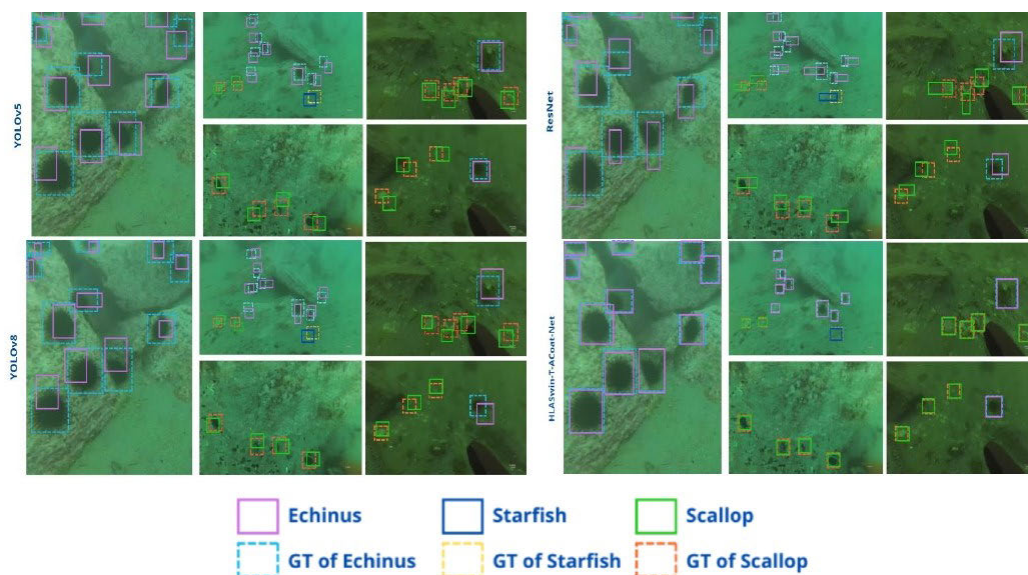 YOLOv5
ResNet
YOLOv8
HLASwin-T-ACoat-Net
Echinus
Starfish
Scallop
GT of Echinus
GT of Starfish
GT of Scallop